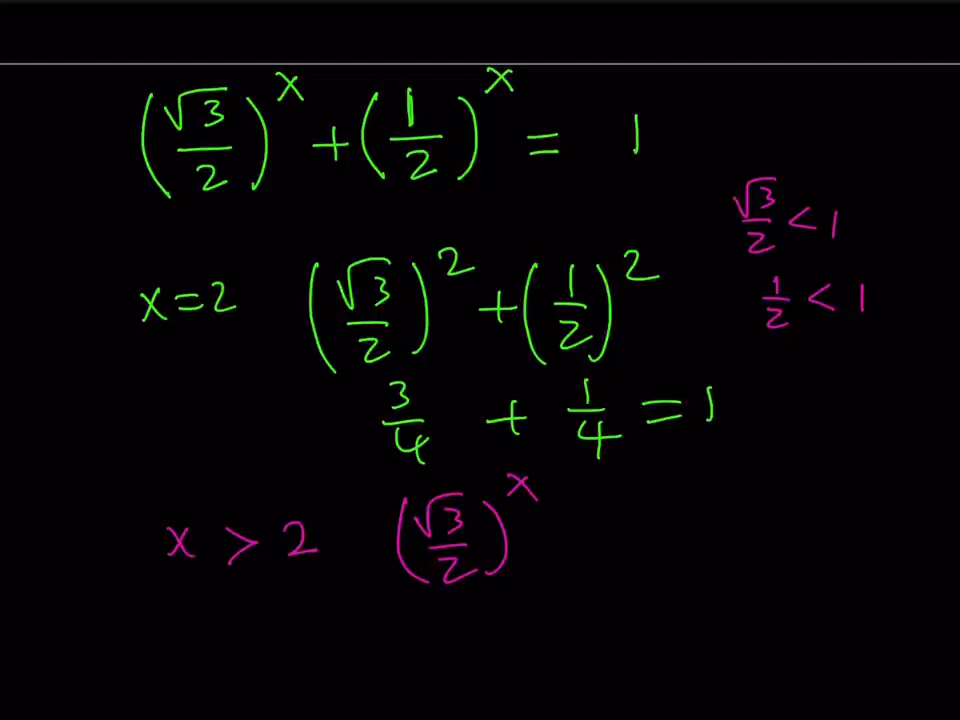 (√3/2)^x + (1/2)^x = 1
√3/2 < 1
x=2 (√3/2)^2 + (1/2)^2
1/2 < 1
3/4 + 1/4 = 1
x > 2 (√3/2)^x